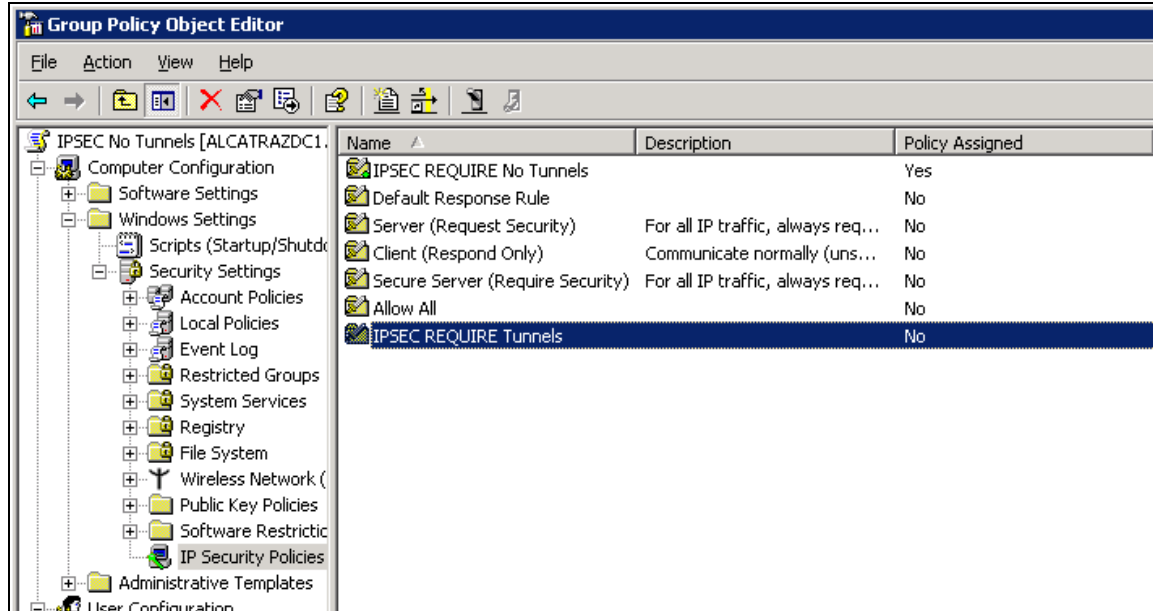 Group Policy Object Editor
File Action View Help
IPSEC No Tunnels [ALCATRAZDC1.
Computer Configuration
Software Settings
Windows Settings
Scripts (Startup/Shutdo
Security Settings
Account Policies
Local Policies
Event Log
Restricted Groups
System Services
Registry
File System
Wireless Network (
Public Key Policies
Software Restrictic
IP Security Policies
Administrative Templates
User Configuration
Name Description Policy Assigned
IPSEC REQUIRE No Tunnels Yes
Default Response Rule No
Server (Request Security) For all IP traffic, always req... No
Client (Respond Only) Communicate normally (uns... No
Secure Server (Require Security) For all IP traffic, always req... No
Allow All No
IPSEC REQUIRE Tunnels No